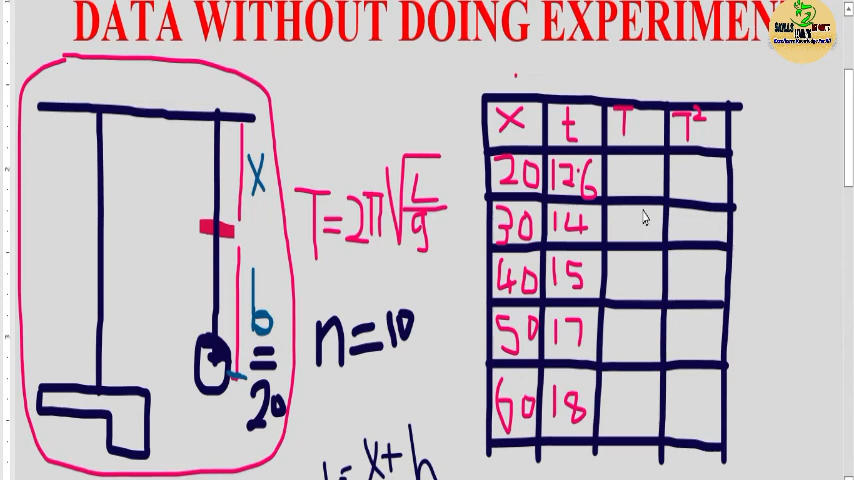 DATA WITHOUT DOING EXPERIMEN
x t T T²
20 12.6
30 14
40 15
50 17
60 18
x
T=2π√L/g
b
=
20
n=10
x+b